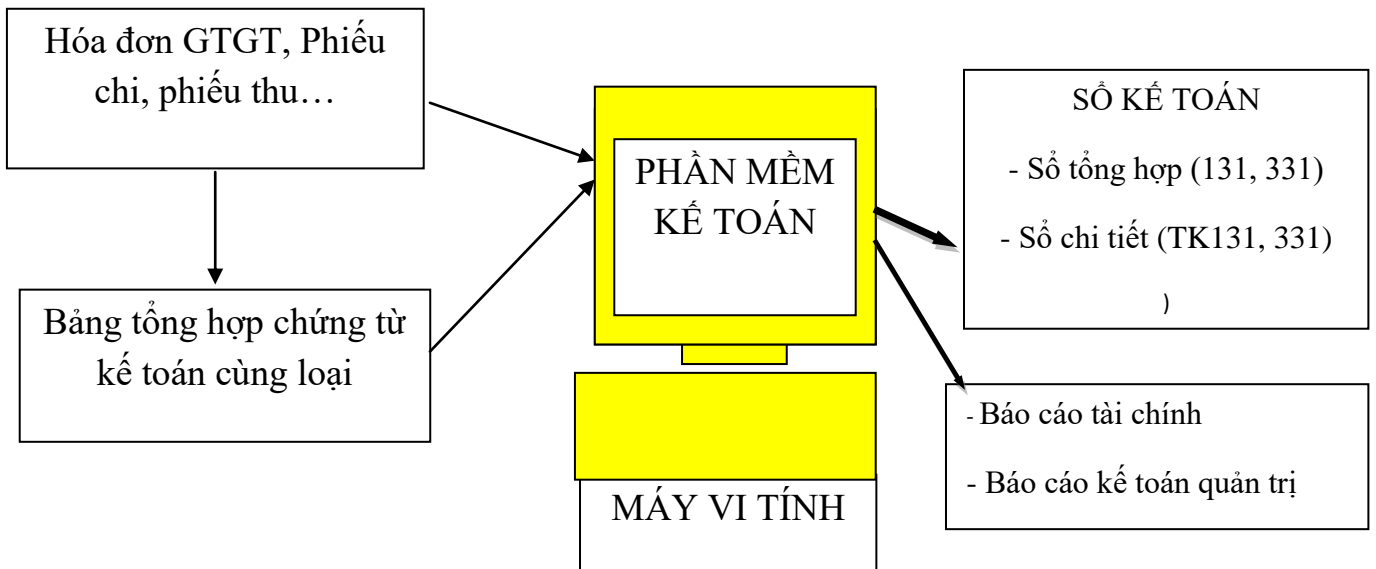 Hóa đơn GTGT, Phiếu
chi, phiếu thu…
Bảng tổng hợp chứng từ
kế toán cùng loại
PHẦN MỀM
KẾ TOÁN
MÁY VI TÍNH
SỔ KẾ TOÁN
- Sổ tổng hợp (131, 331)
- Sổ chi tiết (TK131, 331)
)
- Báo cáo tài chính
- Báo cáo kế toán quản trị